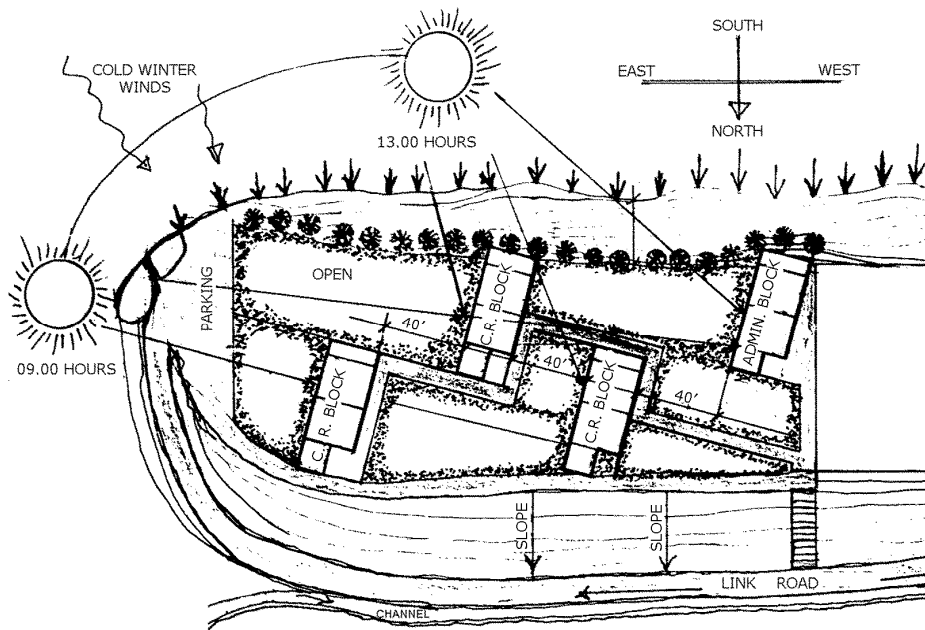 SOUTH
EAST
WEST
NORTH
COLD WINTER
WINDS
13.00 HOURS
09.00 HOURS
PARKING
OPEN
40'
C.R. BLOCK
40'
ADMIN. BLOCK
C. R. BLOCK
C.R. BLOCK
40'
SLOPE
SLOPE
LINK ROAD
CHANNEL